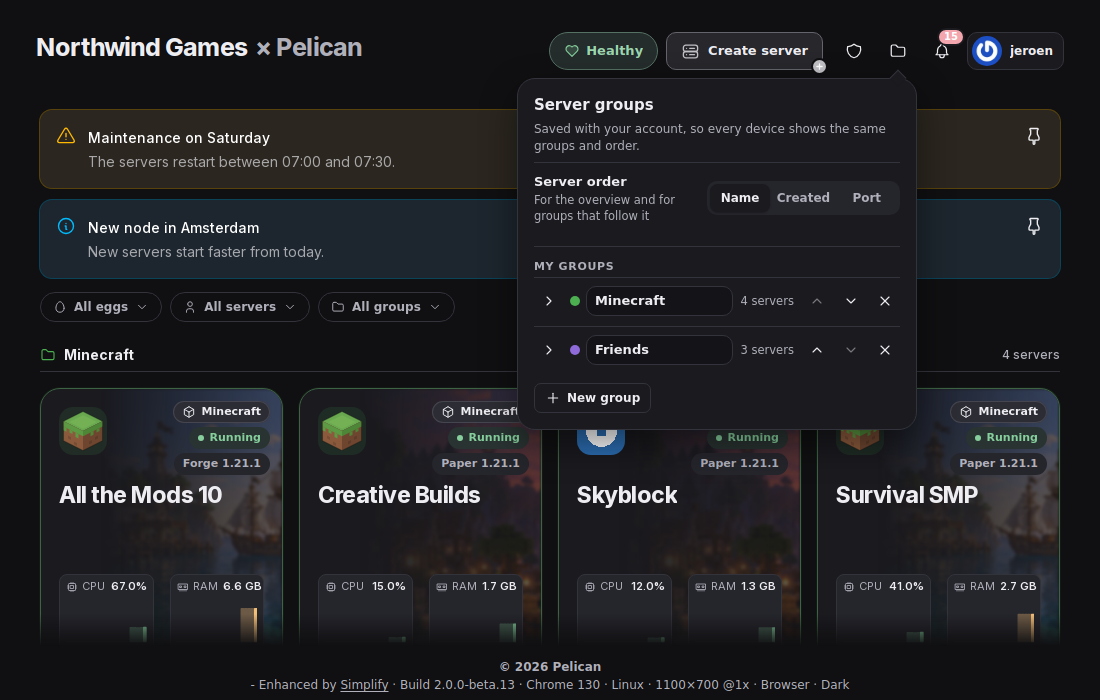 Northwind Games × Pelican
Healthy
Create server
15
jeroen
Maintenance on Saturday
The servers restart between 07:00 and 07:30.
New node in Amsterdam
New servers start faster from today.
Server groups
Saved with your account, so every device shows the same
groups and order.
Server order
For the overview and for
groups that follow it
Name
Created
Port
MY GROUPS
Minecraft
4 servers
Friends
3 servers
New group
All eggs
All servers
All groups
Minecraft
4 servers
Minecraft
Running
Forge 1.21.1
All the Mods 10
CPU 67.0%
RAM 6.6 GB
Minecraft
Running
Paper 1.21.1
Creative Builds
CPU 15.0%
RAM 1.7 GB
Running
Paper 1.21.1
Skyblock
CPU 12.0%
RAM 1.3 GB
Minecraft
Running
Paper 1.21.1
Survival SMP
CPU 41.0%
RAM 2.7 GB
© 2026 Pelican
- Enhanced by Simplify · Build 2.0.0-beta.13 · Chrome 130 · Linux · 1100×700 @1x · Browser · Dark